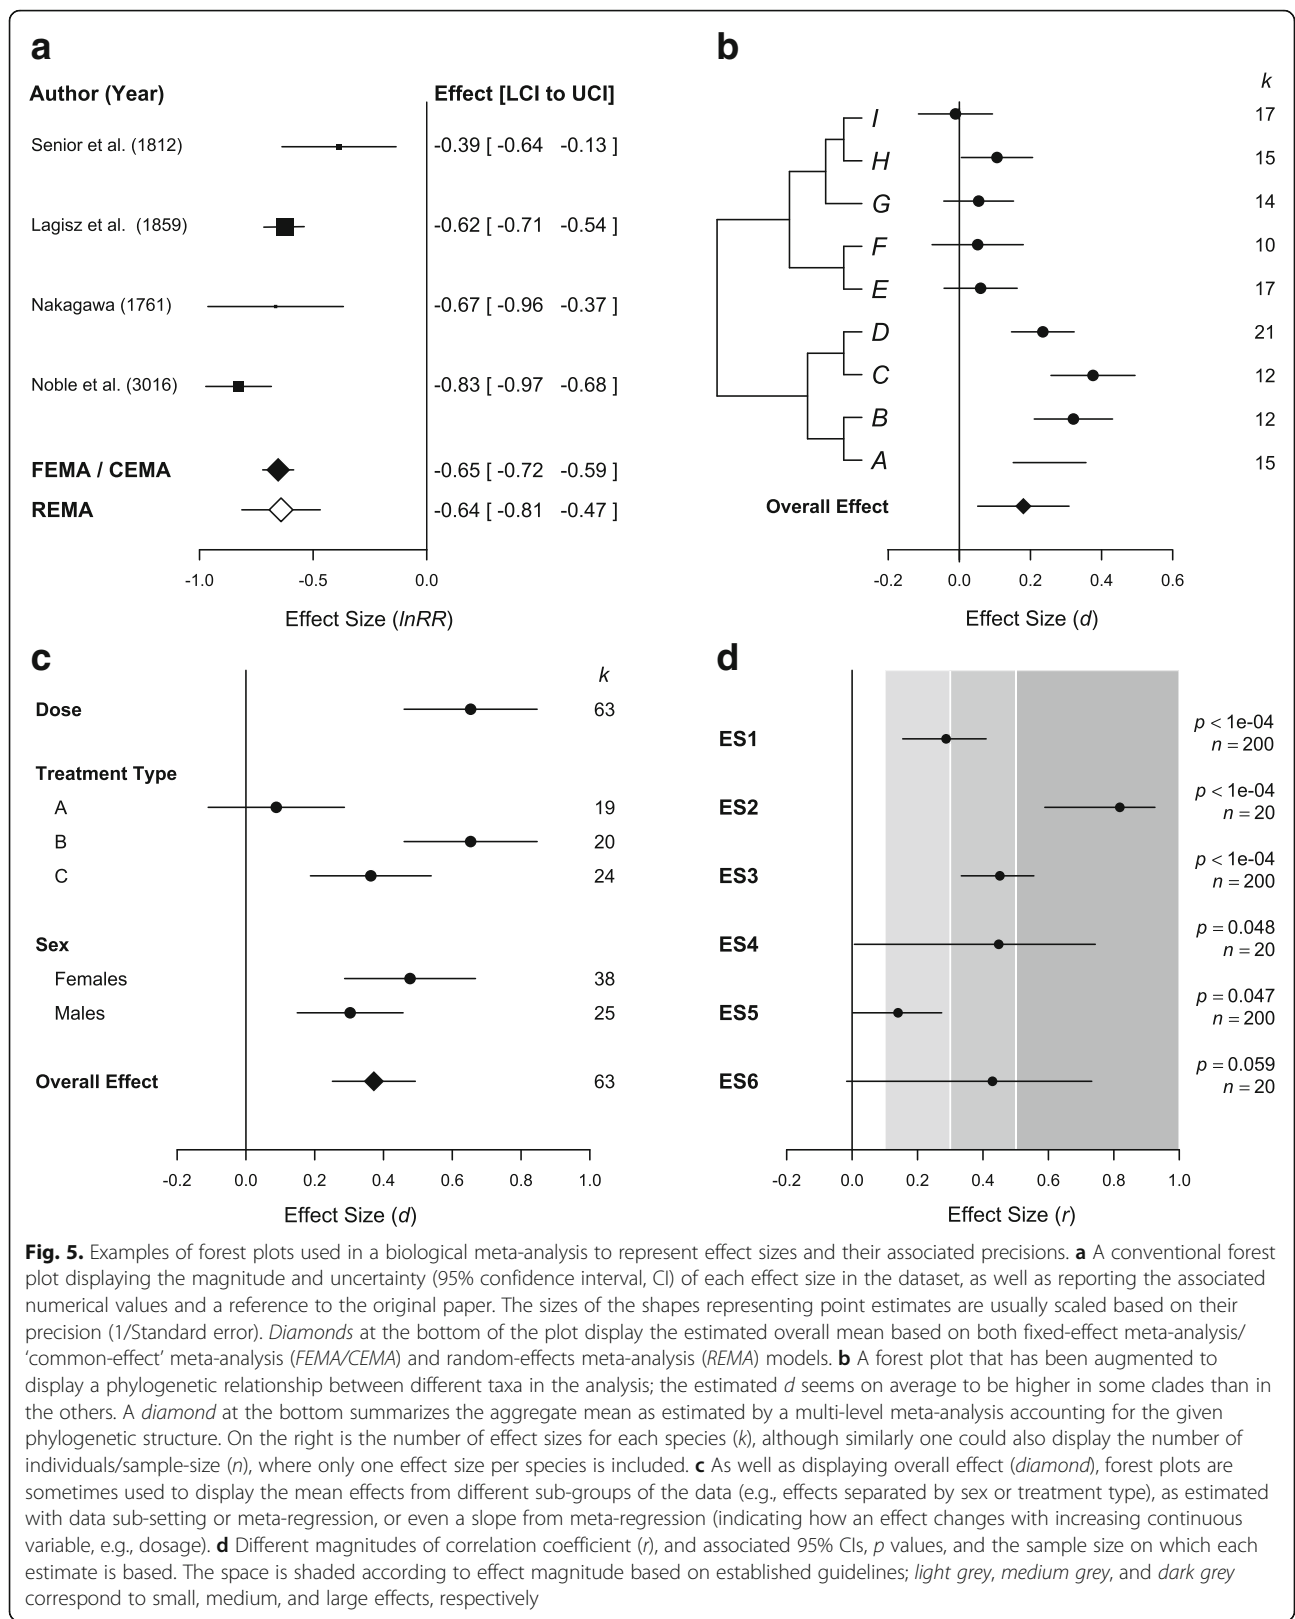 a
Author (Year)
Effect [LCI to UCI]
Senior et al. (1812)
-0.39 [ -0.64 -0.13 ]
Lagisz et al. (1859)
-0.62 [ -0.71 -0.54 ]
Nakagawa (1761)
-0.67 [ -0.96 -0.37 ]
Noble et al. (3016)
-0.83 [ -0.97 -0.68 ]
FEMA / CEMA
-0.65 [ -0.72 -0.59 ]
REMA
-0.64 [ -0.81 -0.47 ]
-1.0 -0.5 0.0
Effect Size (lnRR)
b
k
I 17
H 15
G 14
F 10
E 17
D 21
C 12
B 12
A 15
Overall Effect
-0.2 0.0 0.2 0.4 0.6
Effect Size (d)
c
k
Dose 63
Treatment Type
A 19
B 20
C 24
Sex
Females 38
Males 25
Overall Effect 63
-0.2 0.0 0.2 0.4 0.6 0.8 1.0
Effect Size (d)
d
ES1
p < 1e-04
n = 200
ES2
p < 1e-04
n = 20
ES3
p < 1e-04
n = 200
ES4
p = 0.048
n = 20
ES5
p = 0.047
n = 200
ES6
p = 0.059
n = 20
-0.2 0.0 0.2 0.4 0.6 0.8 1.0
Effect Size (r)
Fig. 5. Examples of forest plots used in a biological meta-analysis to represent effect sizes and their associated precisions. a A conventional forest
plot displaying the magnitude and uncertainty (95% confidence interval, CI) of each effect size in the dataset, as well as reporting the associated
numerical values and a reference to the original paper. The sizes of the shapes representing point estimates are usually scaled based on their
precision (1/Standard error). Diamonds at the bottom of the plot display the estimated overall mean based on both fixed-effect meta-analysis/
‘common-effect’ meta-analysis (FEMA/CEMA) and random-effects meta-analysis (REMA) models. b A forest plot that has been augmented to
display a phylogenetic relationship between different taxa in the analysis; the estimated d seems on average to be higher in some clades than in
the others. A diamond at the bottom summarizes the aggregate mean as estimated by a multi-level meta-analysis accounting for the given
phylogenetic structure. On the right is the number of effect sizes for each species (k), although similarly one could also display the number of
individuals/sample-size (n), where only one effect size per species is included. c As well as displaying overall effect (diamond), forest plots are
sometimes used to display the mean effects from different sub-groups of the data (e.g., effects separated by sex or treatment type), as estimated
with data sub-setting or meta-regression, or even a slope from meta-regression (indicating how an effect changes with increasing continuous
variable, e.g., dosage). d Different magnitudes of correlation coefficient (r), and associated 95% CIs, p values, and the sample size on which each
estimate is based. The space is shaded according to effect magnitude based on established guidelines; light grey, medium grey, and dark grey
correspond to small, medium, and large effects, respectively